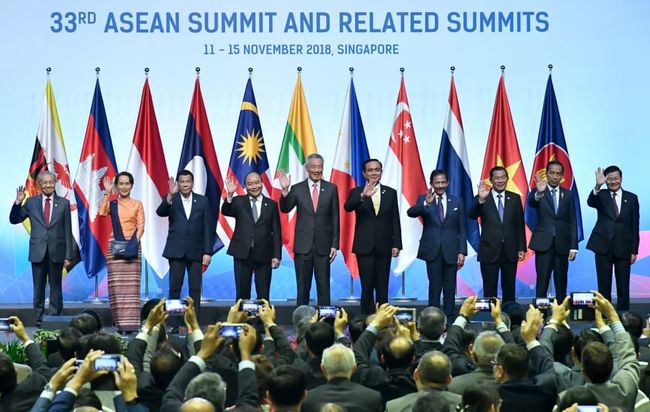 33RD ASEAN SUMMIT AND RELATED SUMMITS
11 - 15 NOVEMBER 2018, SINGAPORE